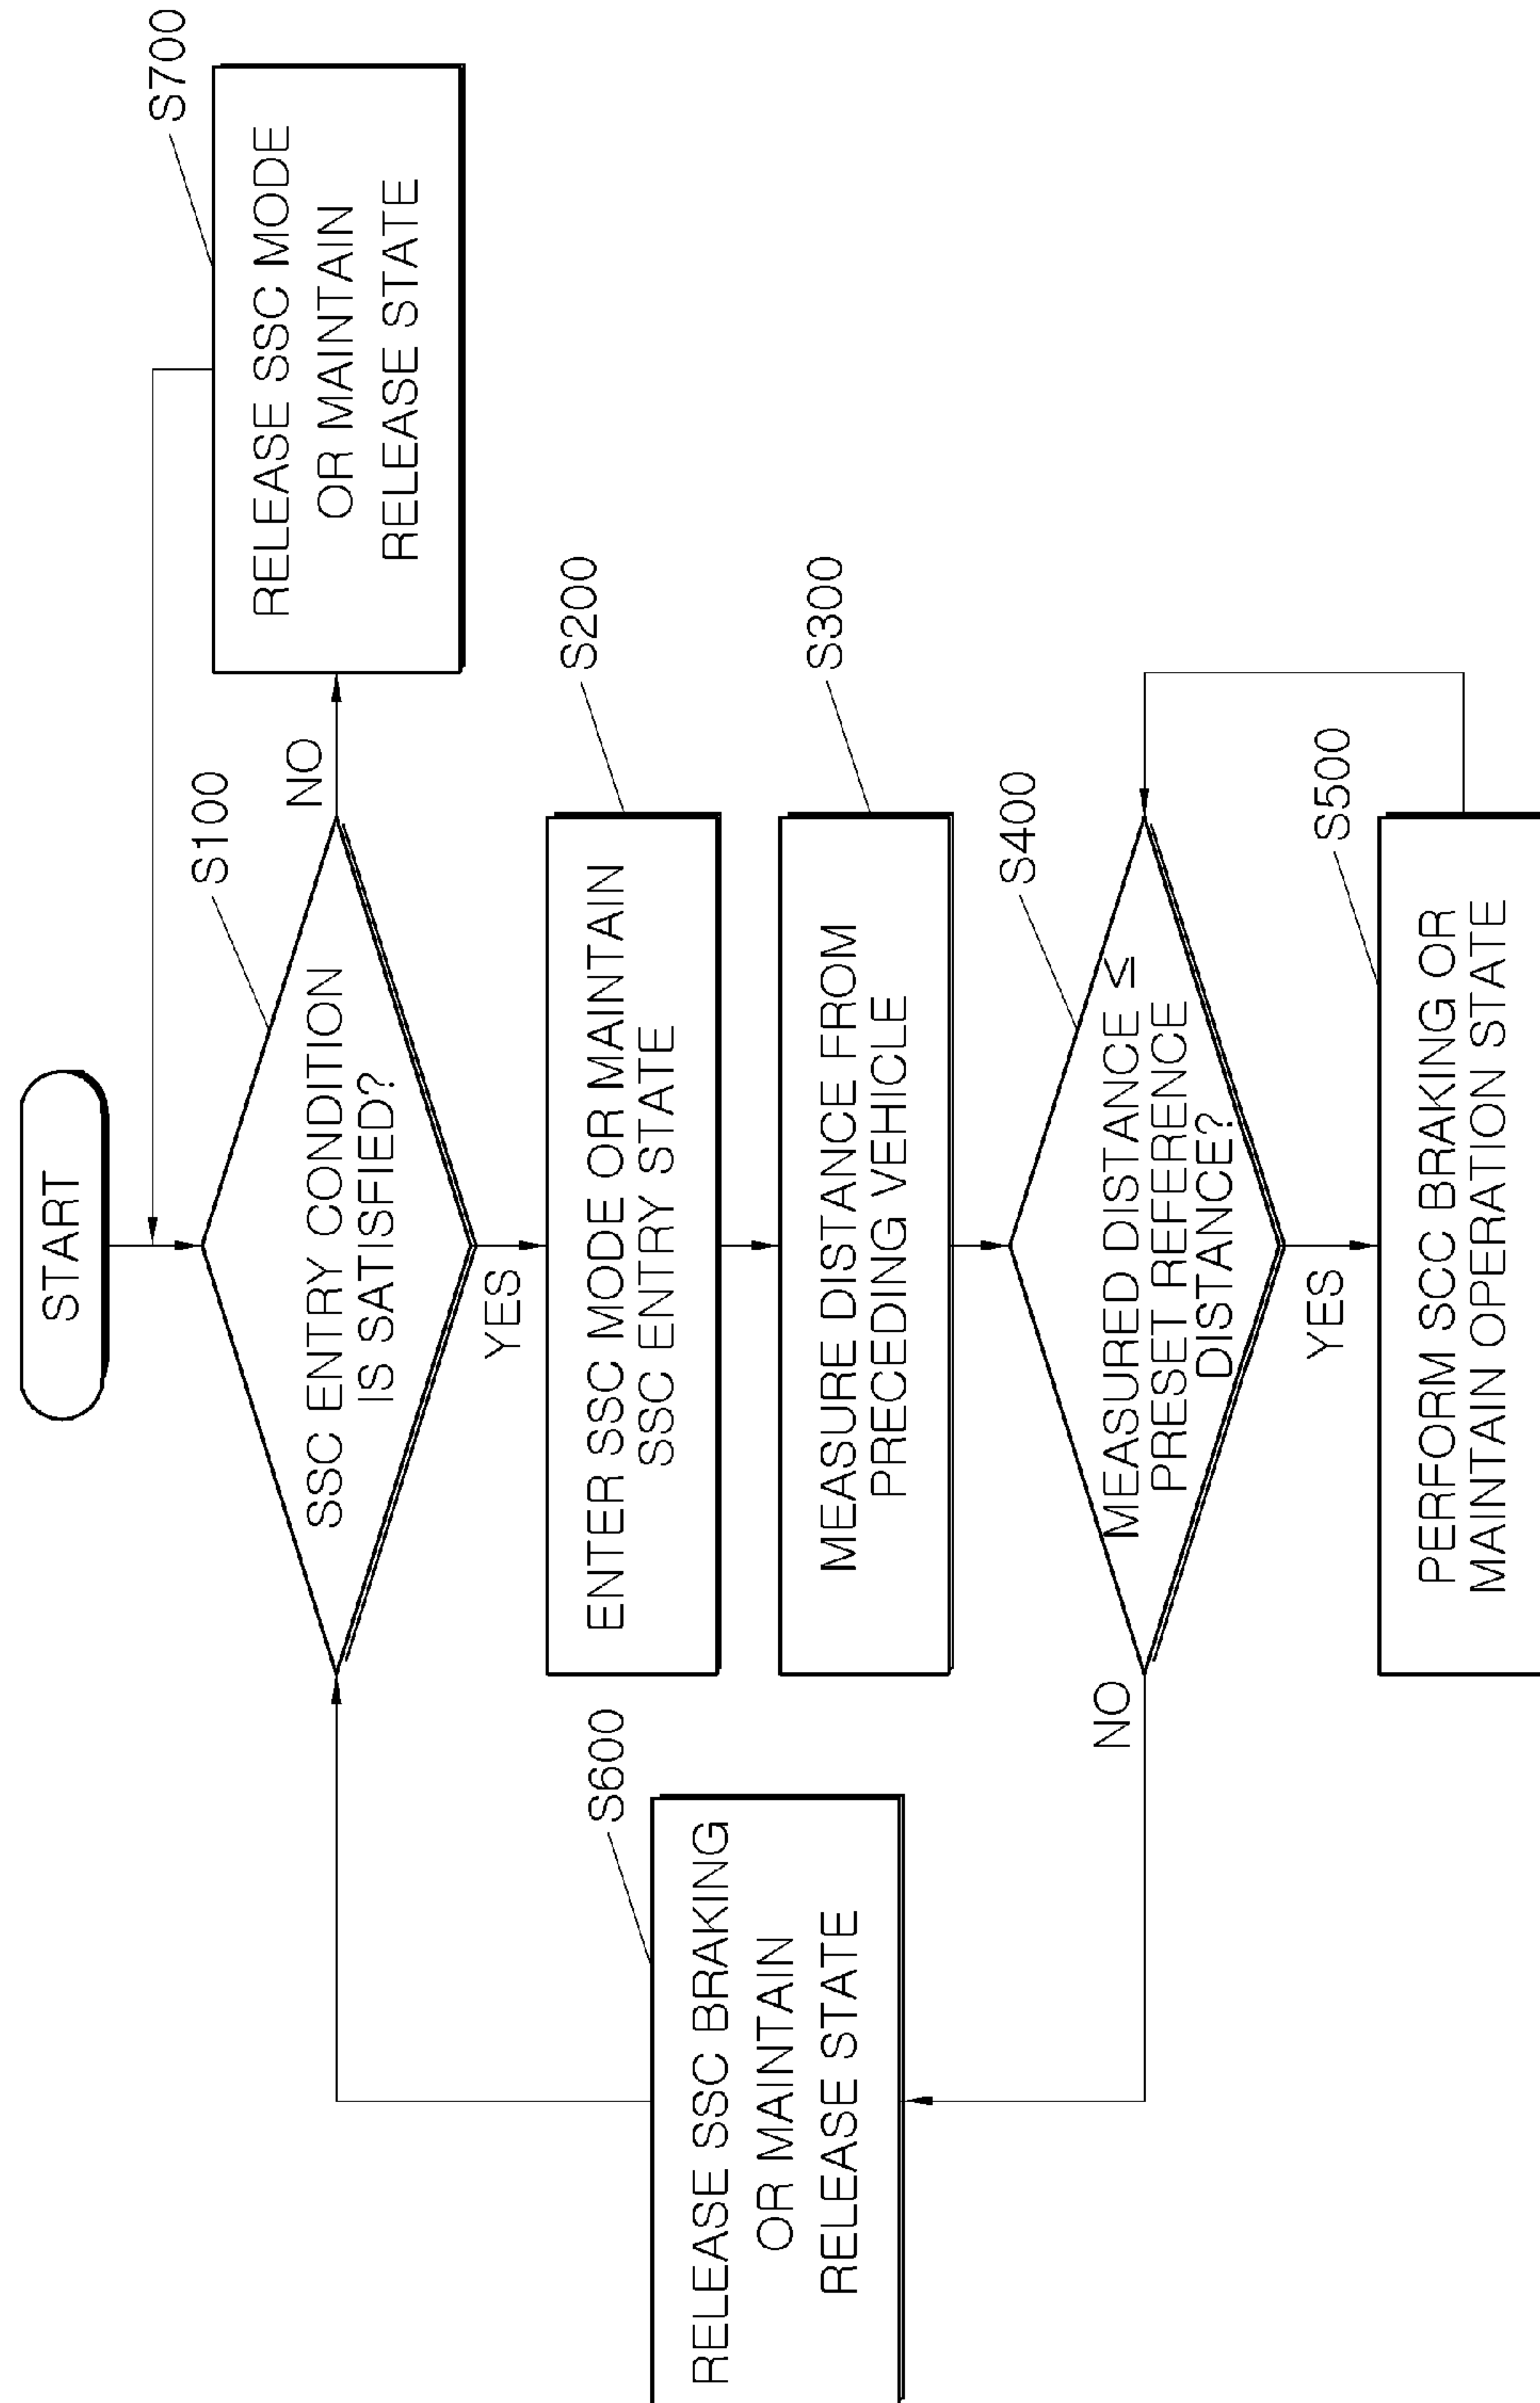 START
S100
SSC ENTRY CONDITION
IS SATISFIED?
NO
S700
RELEASE SSC MODE
OR MAINTAIN
RELEASE STATE
YES
S200
ENTER SSC MODE OR MAINTAIN
SSC ENTRY STATE
S600
RELEASE SSC BRAKING
OR MAINTAIN
RELEASE STATE
S300
MEASURE DISTANCE FROM
PRECEDING VEHICLE
S400
MEASURED DISTANCE ≤
PRESET REFERENCE
DISTANCE?
NO
YES
S500
PERFORM SCC BRAKING OR
MAINTAIN OPERATION STATE